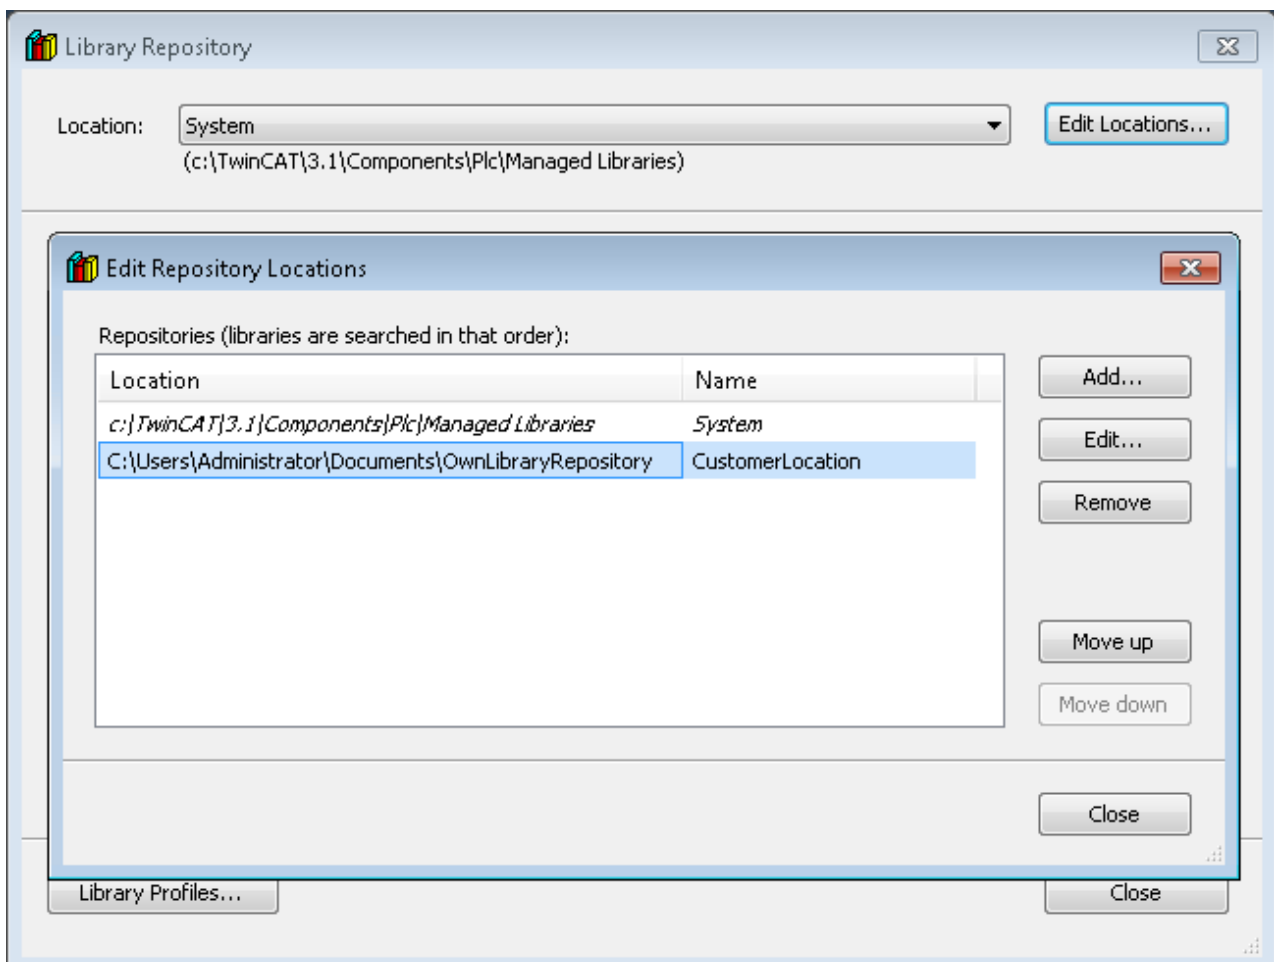 Library Repository
Location: System Edit Locations...
(c:\TwinCAT\3.1\Components\Plc\Managed Libraries)
Edit Repository Locations
Repositories (libraries are searched in that order):
Location Name
c:\TwinCAT\3.1\Components\Plc\Managed Libraries System
C:\Users\Administrator\Documents\OwnLibraryRepository CustomerLocation
Add...
Edit...
Remove
Move up
Move down
Close
Library Profiles... Close